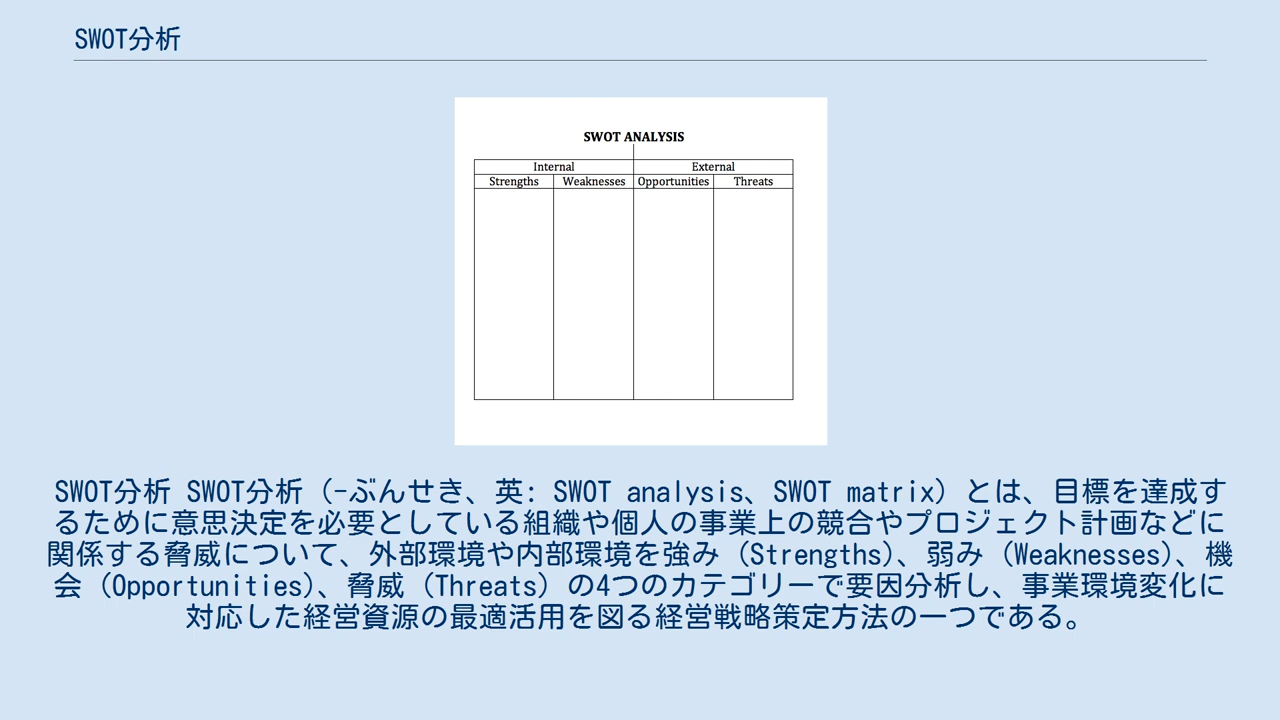 SWOT分析
SWOT ANALYSIS
Internal External
Strengths Weaknesses Opportunities Threats
SWOT分析 SWOT分析（-ぶんせき、英: SWOT analysis、SWOT matrix）とは、目標を達成す
るために意思決定を必要としている組織や個人の事業上の競合やプロジェクト計画などに
関係する脅威について、外部環境や内部環境を強み（Strengths）、弱み（Weaknesses）、機
会（Opportunities）、脅威（Threats）の4つのカテゴリーで要因分析し、事業環境変化に
対応した経営資源の最適活用を図る経営戦略策定方法の一つである。